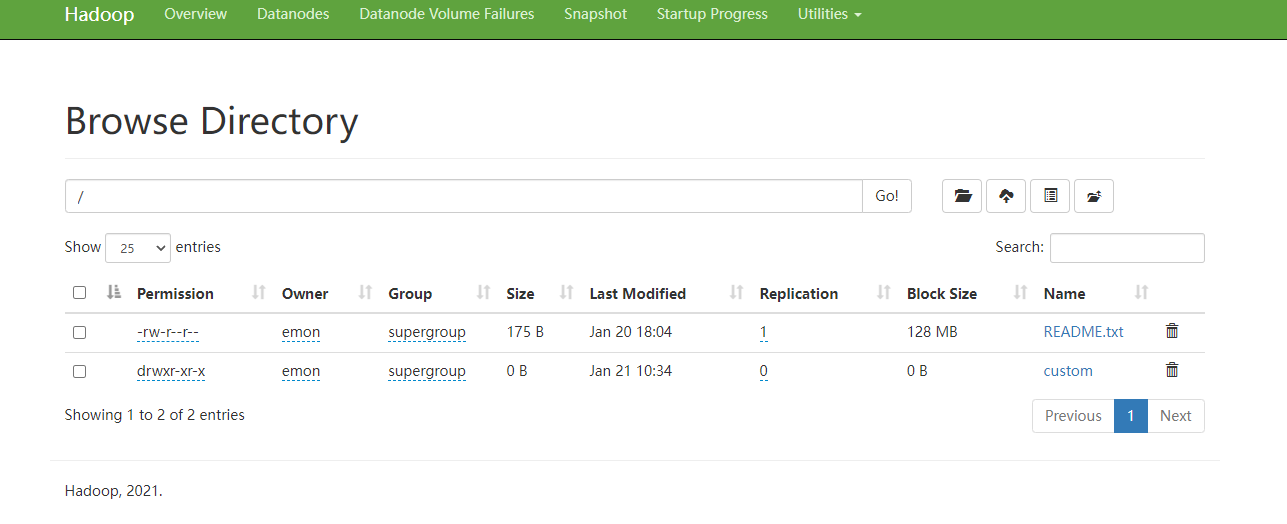 Hadoop Overview Datanodes Datanode Volume Failures Snapshot Startup Progress Utilities
Browse Directory
/ Go!
Show 25 entries Search:
Permission Owner Group Size Last Modified Replication Block Size Name
-rw-r--r-- emon supergroup 175 B Jan 20 18:04 1 128 MB README.txt
drwxr-xr-x emon supergroup 0 B Jan 21 10:34 0 0 B custom
Showing 1 to 2 of 2 entries Previous 1 Next
Hadoop, 2021.